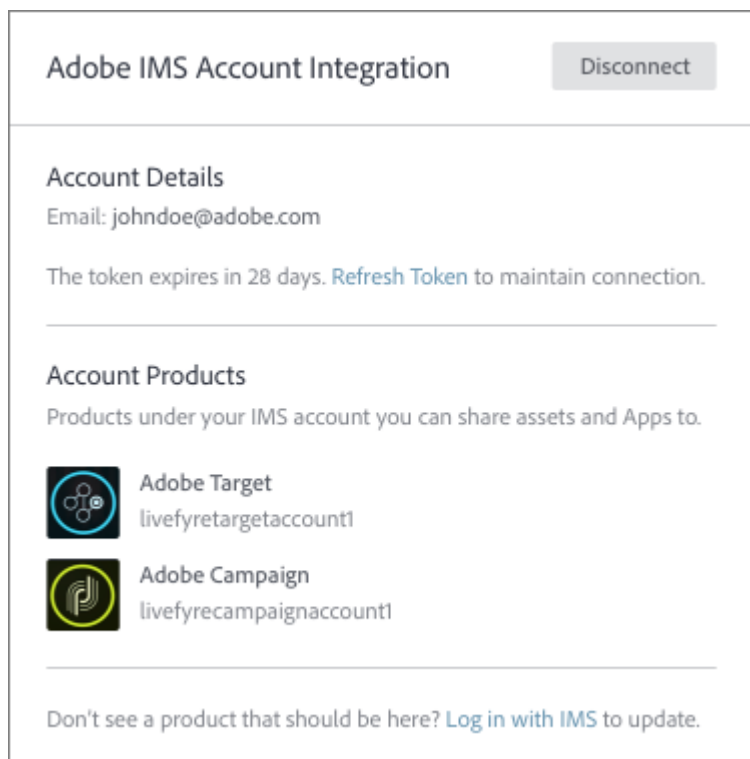 Adobe IMS Account Integration
Disconnect
Account Details
Email: johndoe@adobe.com
The token expires in 28 days. Refresh Token to maintain connection.
Account Products
Products under your IMS account you can share assets and Apps to.
Adobe Target
livefyretargetaccount1
Adobe Campaign
livefyrecampaignaccount1
Don't see a product that should be here? Log in with IMS to update.